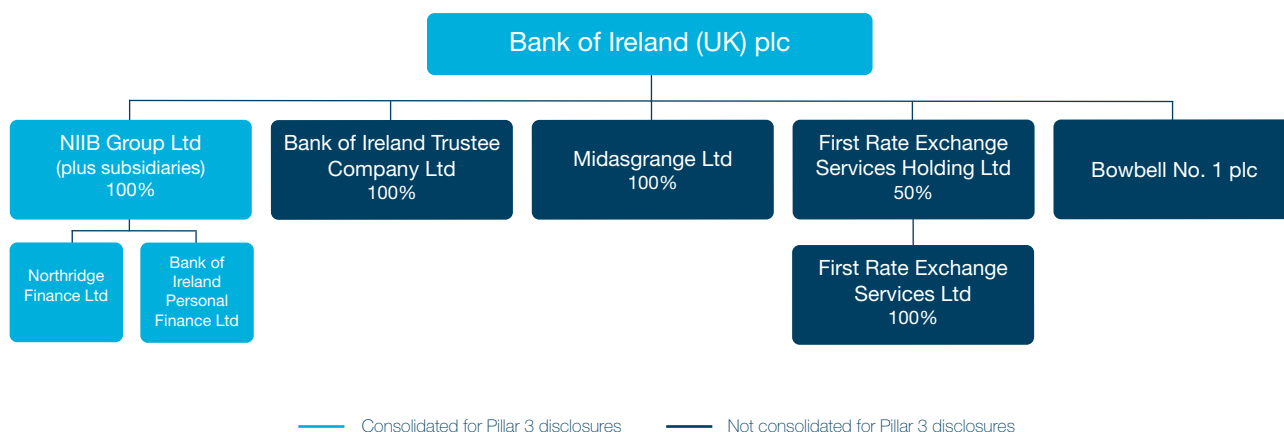 Bank of Ireland (UK) plc
NIIB Group Ltd
(plus subsidiaries)
100%
Bank of Ireland Trustee
Company Ltd
100%
Midasgrange Ltd
100%
First Rate Exchange
Services Holding Ltd
50%
Bowbell No. 1 plc
Northridge
Finance Ltd
Bank of
Ireland
Personal
Finance Ltd
First Rate Exchange
Services Ltd
100%
Consolidated for Pillar 3 disclosures
Not consolidated for Pillar 3 disclosures